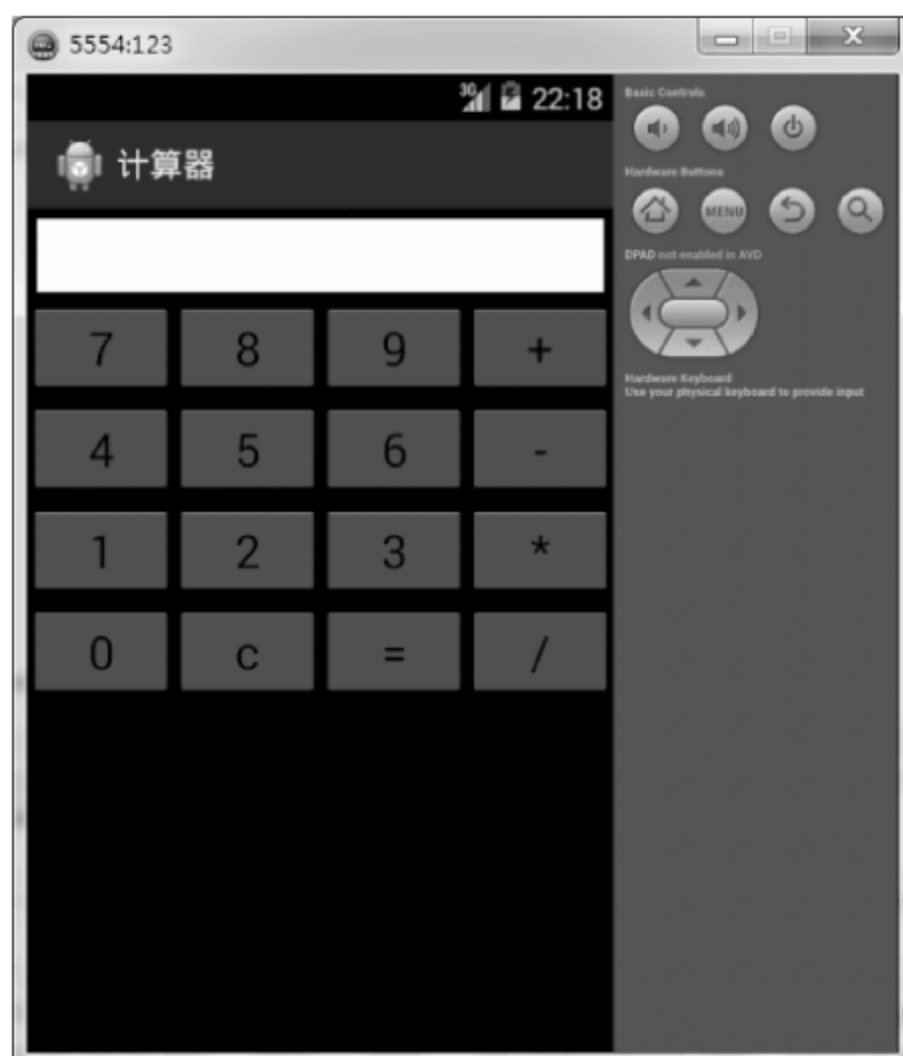 5554:123
3G 22:18
计算器
7 8 9 +
4 5 6 -
1 2 3 *
0 c = /
Basic Controls
Hardware Buttons
MENU
DPAD not enabled in AVD
Hardware Keyboard
Use your physical keyboard to provide input